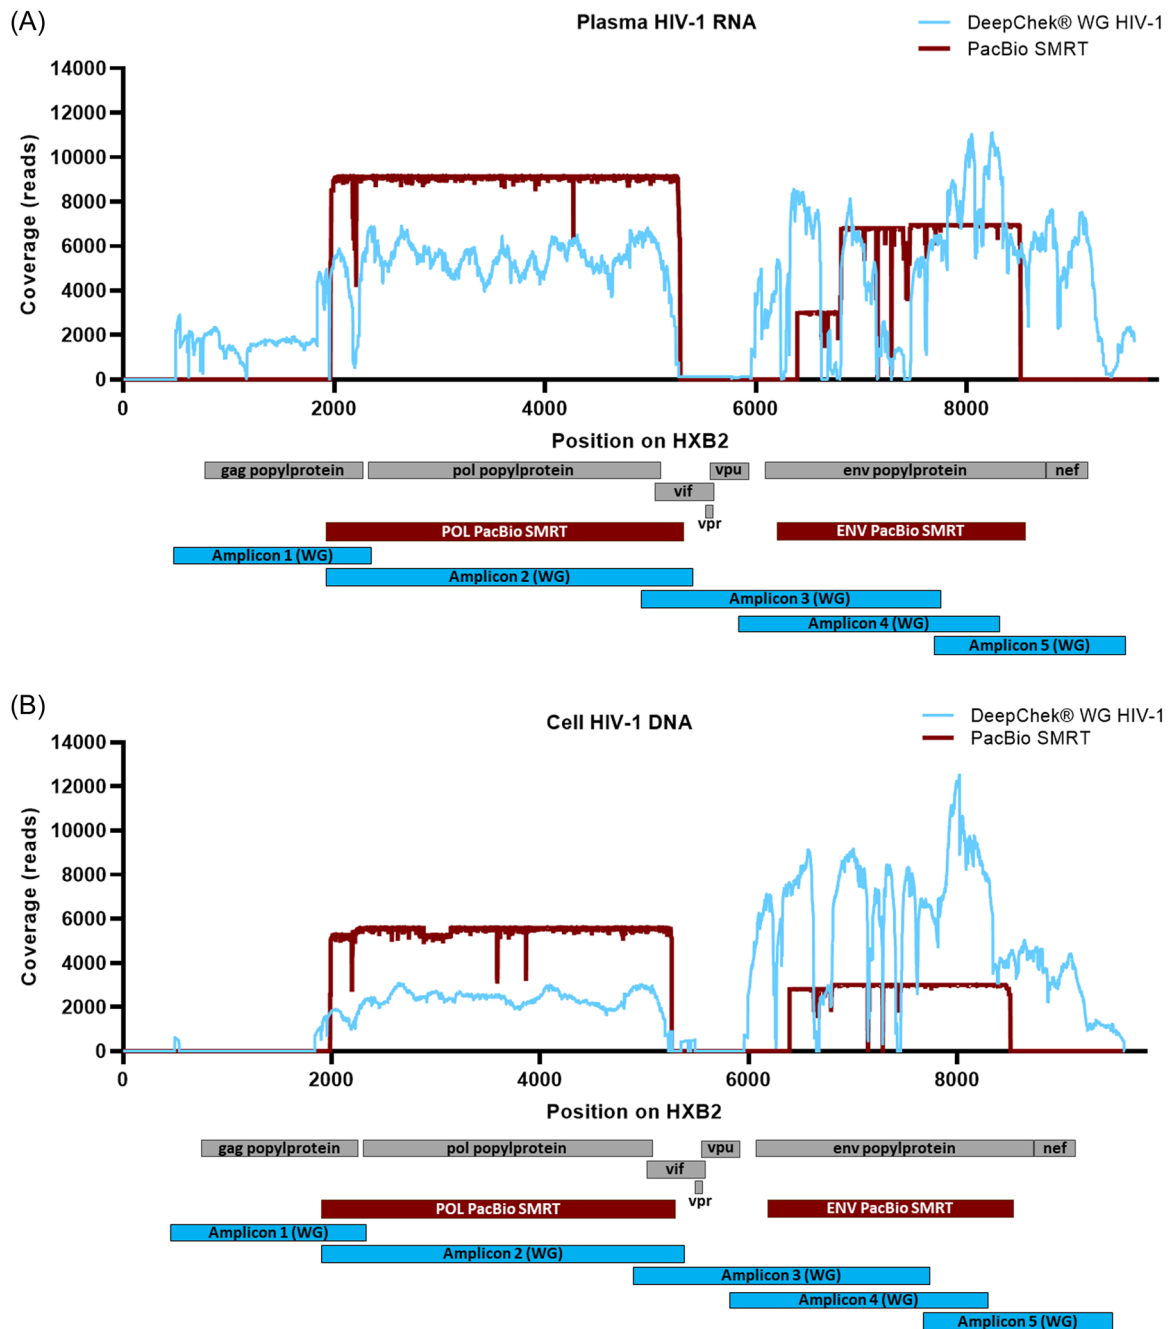 (A)
Plasma HIV-1 RNA
DeepChek® WG HIV-1
PacBio SMRT
Coverage (reads)
14000
12000
10000
8000
6000
4000
2000
0
0 2000 4000 6000 8000
Position on HXB2
gag popylprotein pol popylprotein vpu env popylprotein nef
vif
vpr
POL PacBio SMRT ENV PacBio SMRT
Amplicon 1 (WG)
Amplicon 2 (WG)
Amplicon 3 (WG)
Amplicon 4 (WG)
Amplicon 5 (WG)
(B)
Cell HIV-1 DNA
DeepChek® WG HIV-1
PacBio SMRT
Coverage (reads)
14000
12000
10000
8000
6000
4000
2000
0
0 2000 4000 6000 8000
Position on HXB2
gag popylprotein pol popylprotein vpu env popylprotein nef
vif
vpr
POL PacBio SMRT ENV PacBio SMRT
Amplicon 1 (WG)
Amplicon 2 (WG)
Amplicon 3 (WG)
Amplicon 4 (WG)
Amplicon 5 (WG)